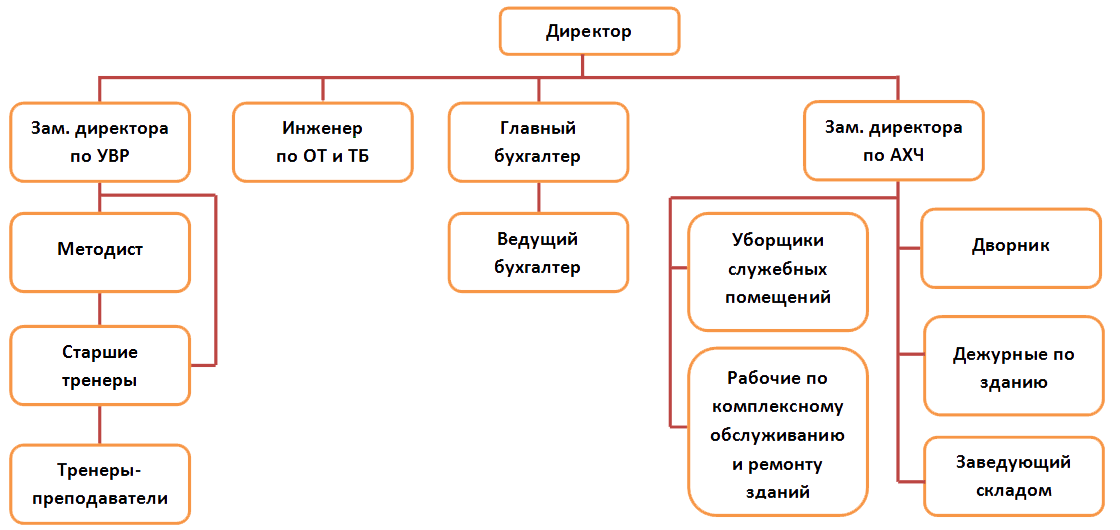 Директор
Зам. директора
по УВР
Инженер
по ОТ и ТБ
Главный
бухгалтер
Зам. директора
по АХЧ
Методист
Ведущий
бухгалтер
Уборщики
служебных
помещений
Дворник
Старшие
тренеры
Рабочие по
комплексному
обслуживанию
и ремонту
зданий
Дежурные по
зданию
Тренеры-
преподаватели
Заведующий
складом